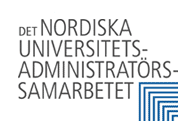 DET NORDISKA
UNIVERSITETS-
ADMINISTRATÖRS-
SAMARBETET